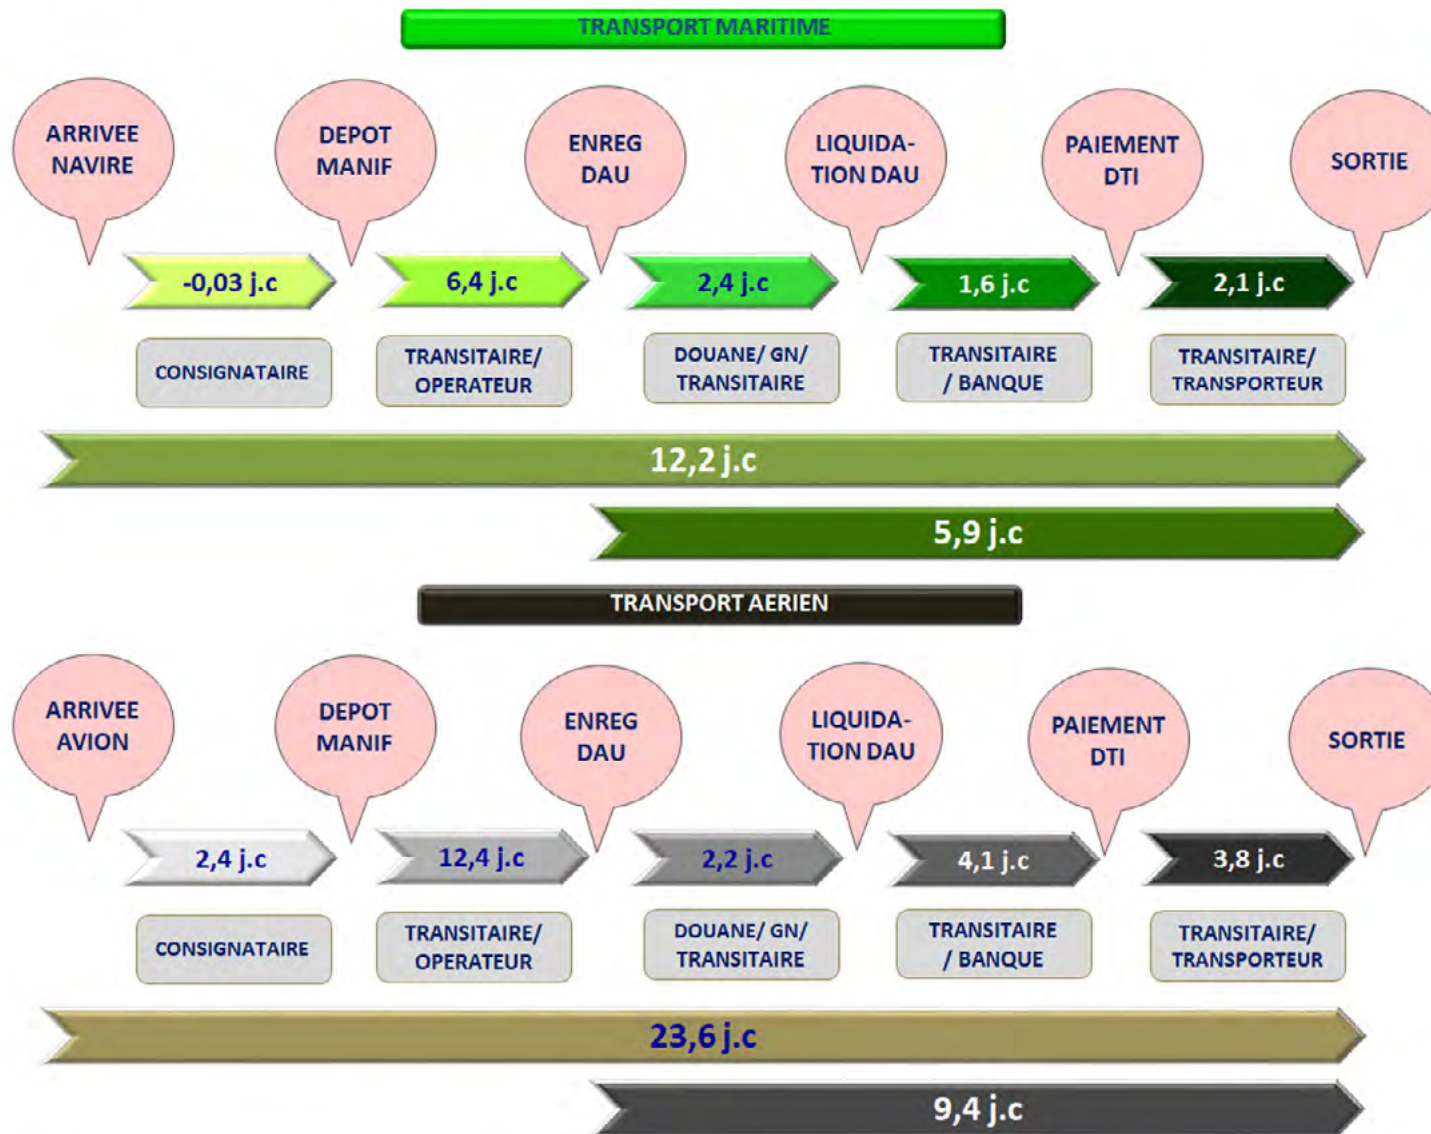 TRANSPORT MARITIME
ARRIVEE
NAVIRE
DEPOT
MANIF
ENREG
DAU
LIQUIDA-
TION DAU
PAIEMENT
DTI
SORTIE
-0,03 j.c
6,4 j.c
2,4 j.c
1,6 j.c
2,1 j.c
CONSIGNATAIRE
TRANSITAIRE/
OPERATEUR
DOUANE/ GN/
TRANSITAIRE
TRANSITAIRE
/ BANQUE
TRANSITAIRE/
TRANSPORTEUR
12,2 j.c
5,9 j.c
TRANSPORT AERIEN
ARRIVEE
AVION
DEPOT
MANIF
ENREG
DAU
LIQUIDA-
TION DAU
PAIEMENT
DTI
SORTIE
2,4 j.c
12,4 j.c
2,2 j.c
4,1 j.c
3,8 j.c
CONSIGNATAIRE
TRANSITAIRE/
OPERATEUR
DOUANE/ GN/
TRANSITAIRE
TRANSITAIRE
/ BANQUE
TRANSITAIRE/
TRANSPORTEUR
23,6 j.c
9,4 j.c